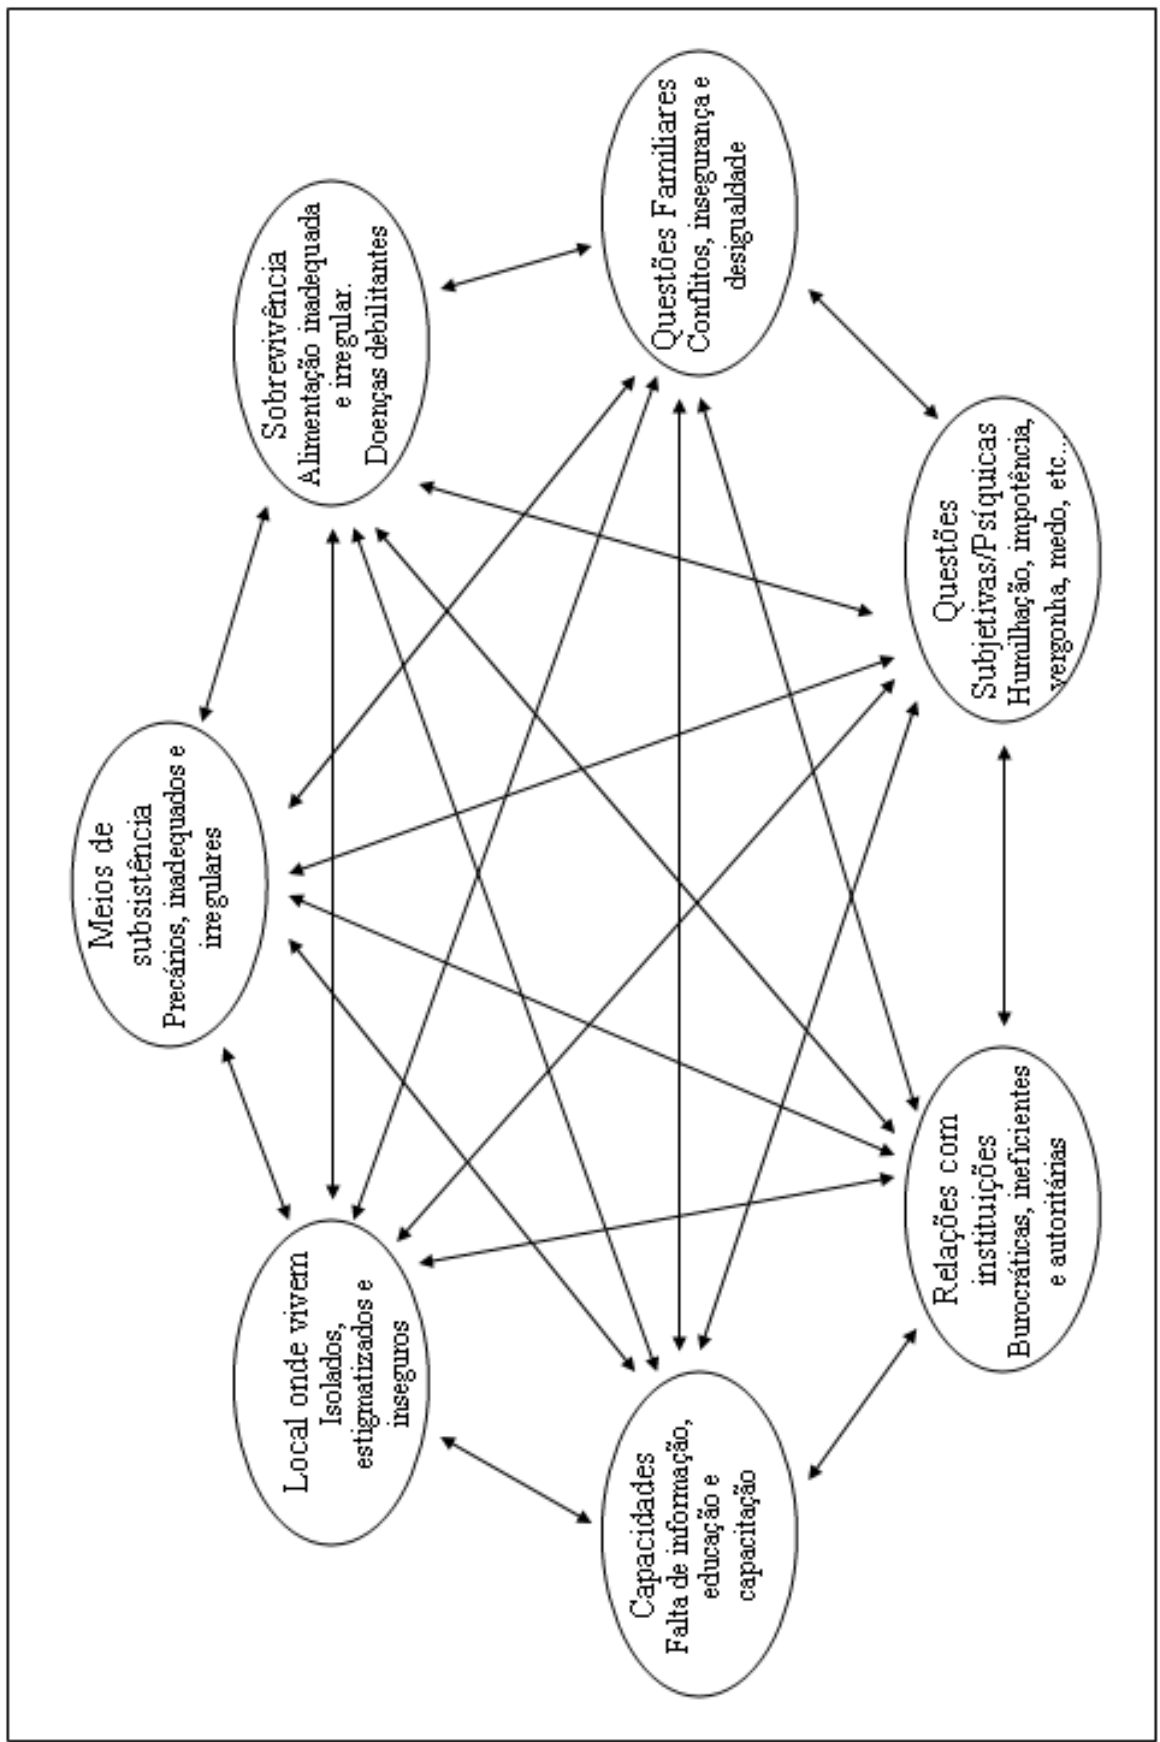 Meios de
subsistência
Precários, inadequados e
irregulares
Local onde vivem
Isolados,
estigmatizados e
inseguros
Sobrevivência
Alimentação inadequada
e irregular.
Doenças debilitantes
Capacidades
Falta de informação,
educação e
capacitação
Questões Familiares
Conflitos, insegurança e
desigualdade
Relações com
instituições
Burocráticas, ineficientes
e autoritárias
Questões
Subjetivas/Psíquicas
Humilhação, impotência,
vergonha, medo, etc...